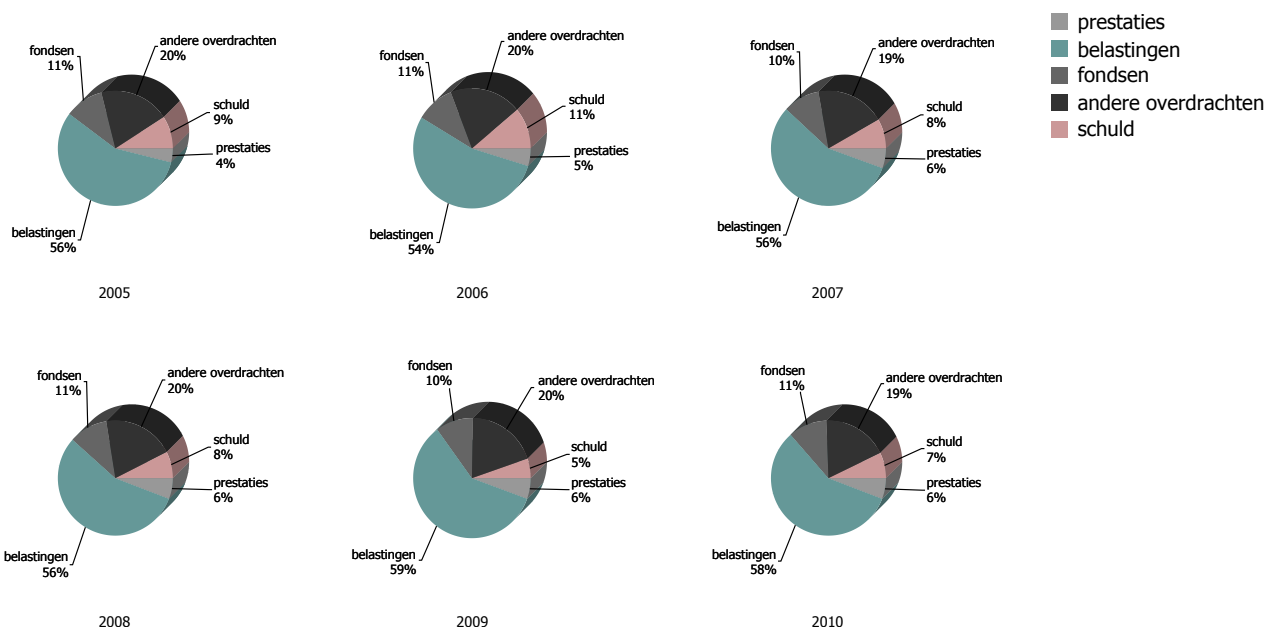 fondsen
11%
andere overdrachten
20%
schuld
9%
prestaties
4%
belastingen
56%
2005
fondsen
11%
andere overdrachten
20%
schuld
11%
prestaties
5%
belastingen
54%
2006
fondsen
10%
andere overdrachten
19%
schuld
8%
prestaties
6%
belastingen
56%
2007
prestaties
belastingen
fondsen
andere overdrachten
schuld
fondsen
11%
andere overdrachten
20%
schuld
8%
prestaties
6%
belastingen
56%
2008
fondsen
10%
andere overdrachten
20%
schuld
5%
prestaties
6%
belastingen
59%
2009
fondsen
11%
andere overdrachten
19%
schuld
7%
prestaties
6%
belastingen
58%
2010